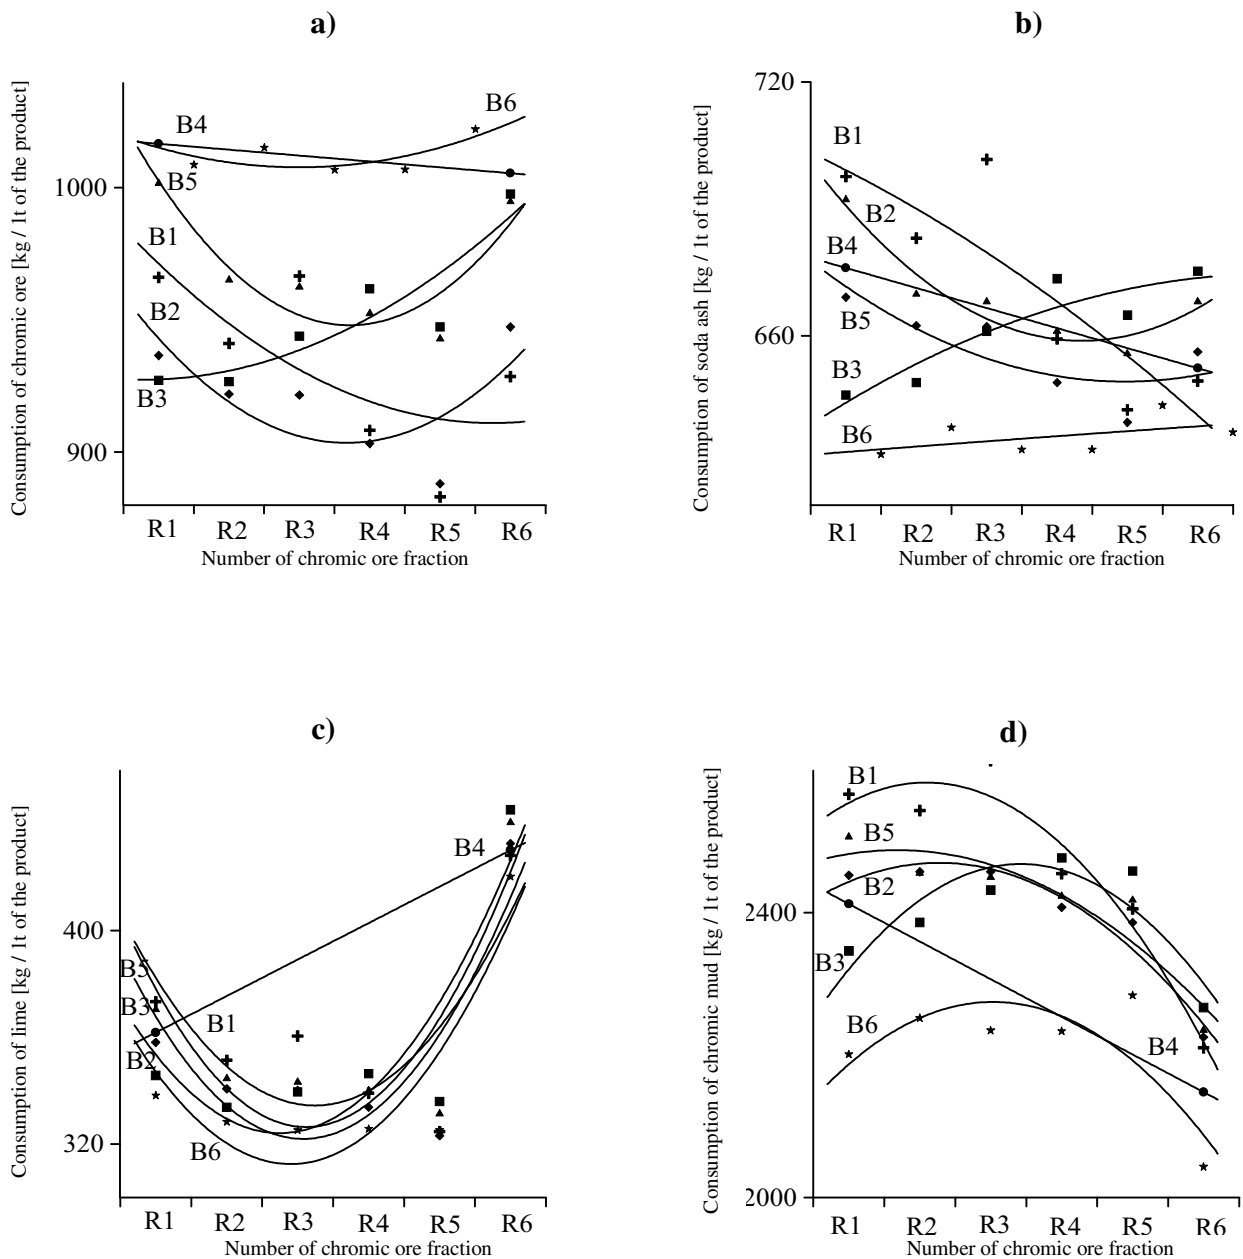 a)
Consumption of chromic ore [kg / 1t of the product]
1000
900
B4
B6
B5
B1
B2
B3
R1 R2 R3 R4 R5 R6
Number of chromic ore fraction
b)
Consumption of soda ash [kg / 1t of the product]
720
660
B1
B2
B4
B5
B3
B6
R1 R2 R3 R4 R5 R6
Number of chromic ore fraction
c)
Consumption of lime [kg / 1t of the product]
400
320
B4
B5
B3
B1
B2
B6
R1 R2 R3 R4 R5 R6
Number of chromic ore fraction
d)
Consumption of chromic mud [kg / 1t of the product]
2400
2000
B1
B5
B2
B3
B6
B4
R1 R2 R3 R4 R5 R6
Number of chromic ore fraction